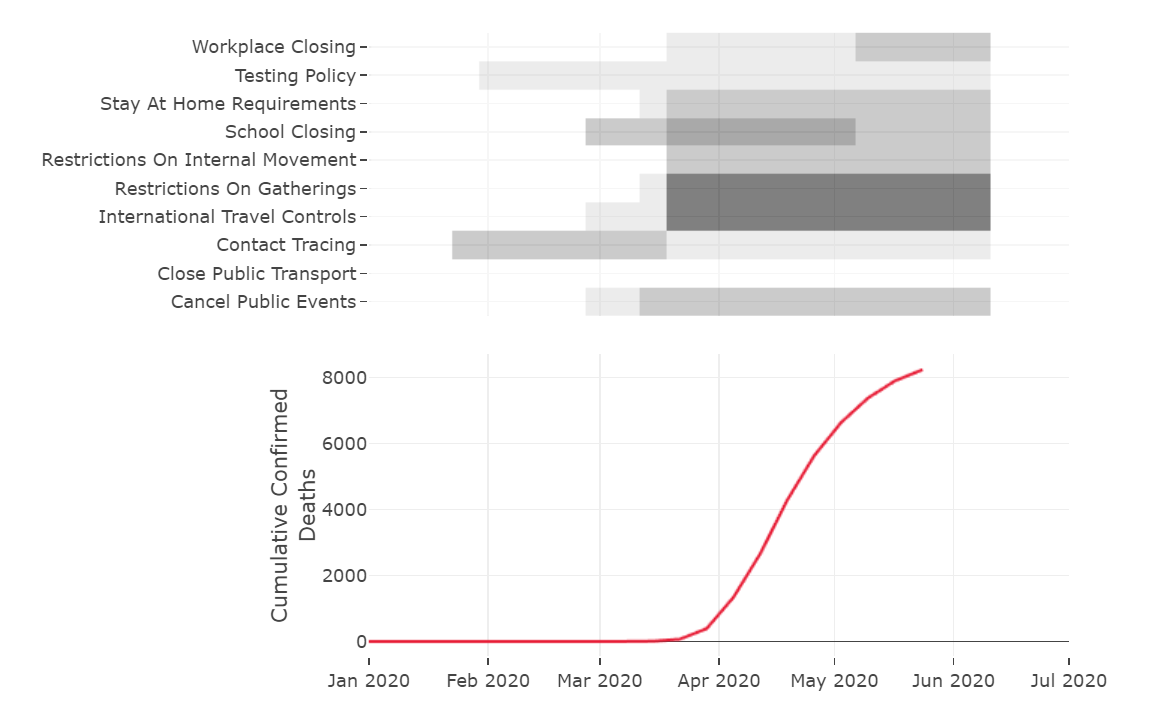 Workplace Closing
Testing Policy
Stay At Home Requirements
School Closing
Restrictions On Internal Movement
Restrictions On Gatherings
International Travel Controls
Contact Tracing
Close Public Transport
Cancel Public Events
Cumulative Confirmed
Deaths
8000
6000
4000
2000
0
Jan 2020 Feb 2020 Mar 2020 Apr 2020 May 2020 Jun 2020 Jul 2020